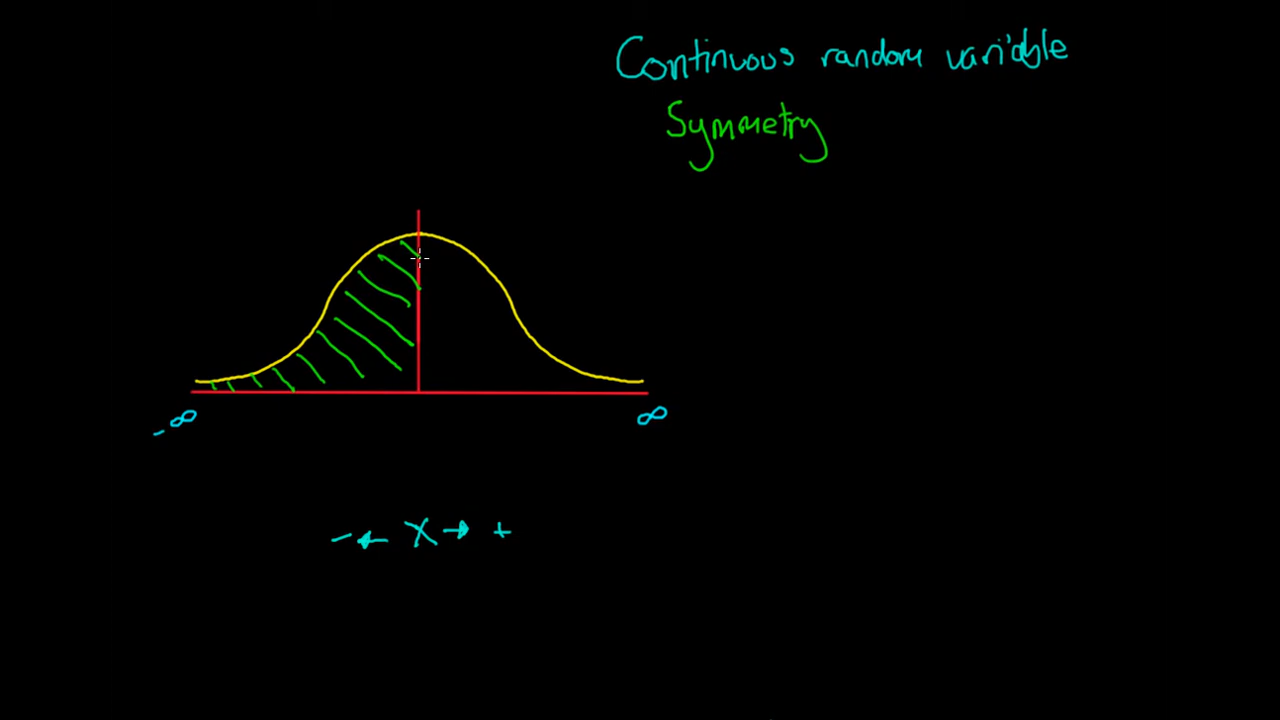 Continuous random variable
Symmetry
-∞ ∞
-← X → +